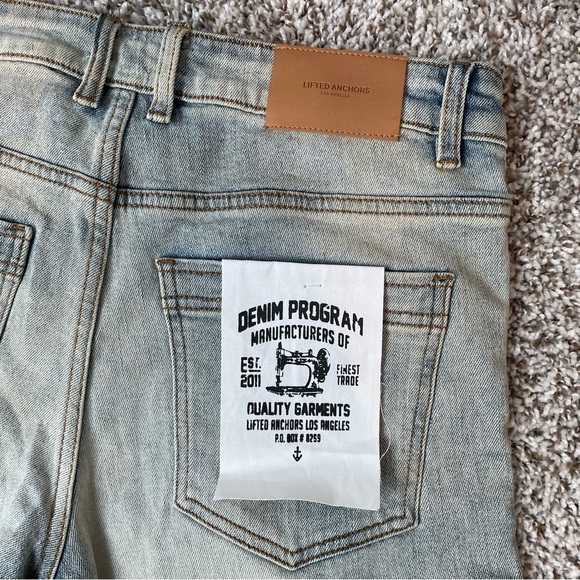 LIFTED ANCHORS
LOS ANGELES
DENIM PROGRAM
MANUFACTURERS OF
EST.
2011
FINEST
TRADE
QUALITY GARMENTS
LIFTED ANCHORS LOS ANGELES
P.O. BOX # 8259